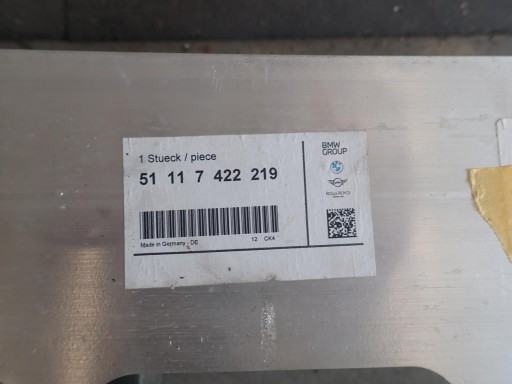 1 Stueck / piece
51 11 7 422 219
Made in Germany - DE
12 CK4
BMW
GROUP